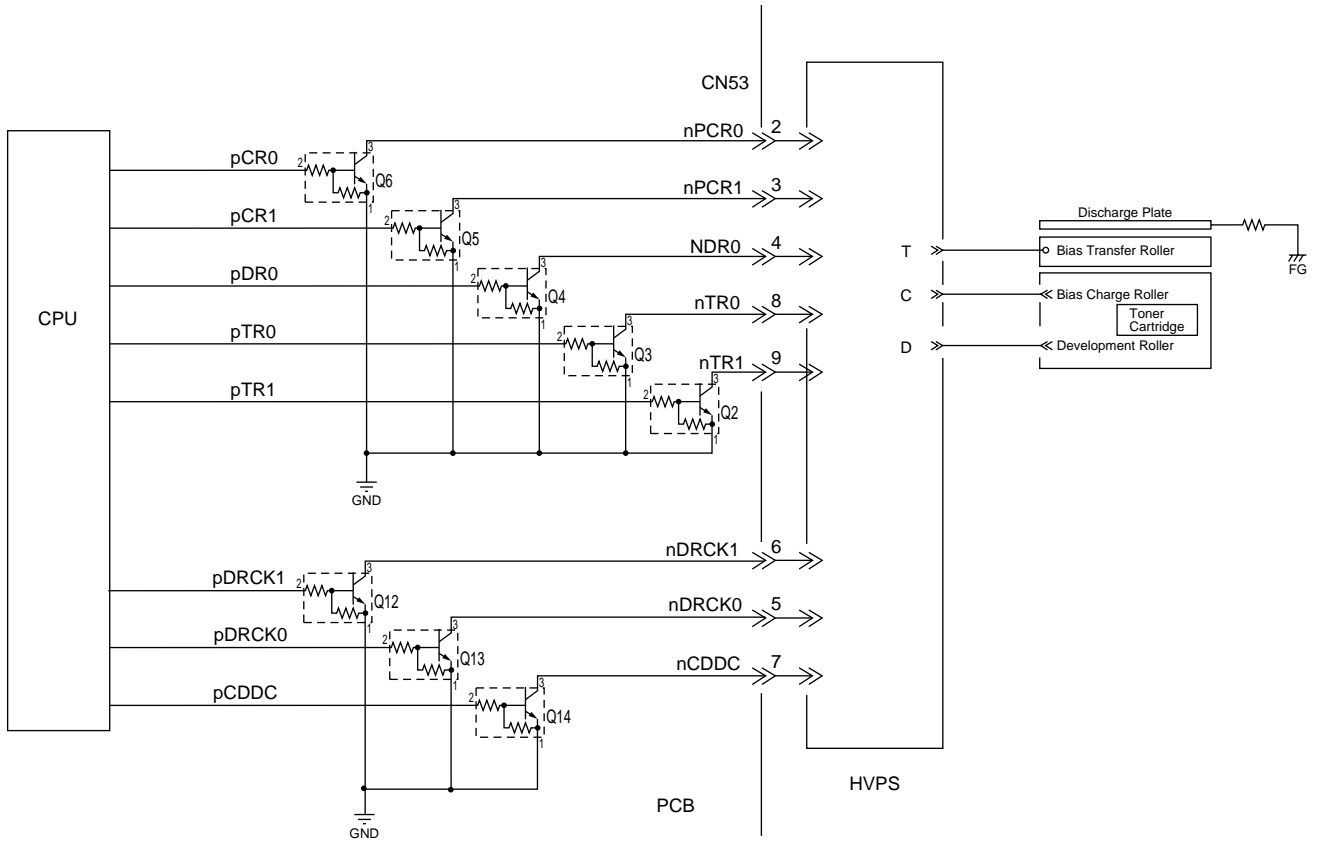 CN53
CPU
pCR0
2
3
Q6
1
nPCR0
2
pCR1
2
3
Q5
1
nPCR1
3
pDR0
2
3
Q4
1
NDR0
4
pTR0
2
3
Q3
1
nTR0
8
pTR1
2
3
Q2
1
nTR1
9
GND
T
C
D
Discharge Plate
Bias Transfer Roller
Bias Charge Roller
Toner
Cartridge
Development Roller
FG
pDRCK1
2
3
Q12
1
nDRCK1
6
pDRCK0
2
3
Q13
1
nDRCK0
5
pCDDC
2
3
Q14
1
nCDDC
7
GND
PCB
HVPS